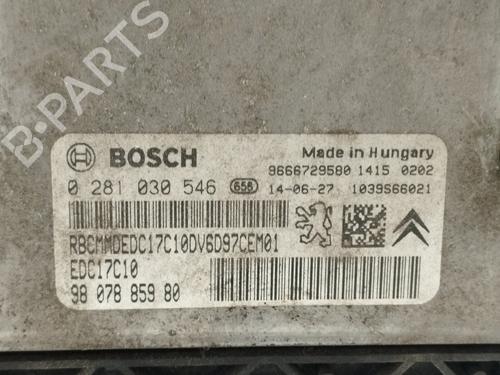 B-PARTS
BOSCH
Made in Hungary
9666729580 1415 0202
0 281 030 546 658 14-06-27 1039S66021
RBCMMDEDC17C10DV6D97CEM01
EDC17C10
98 078 859 80